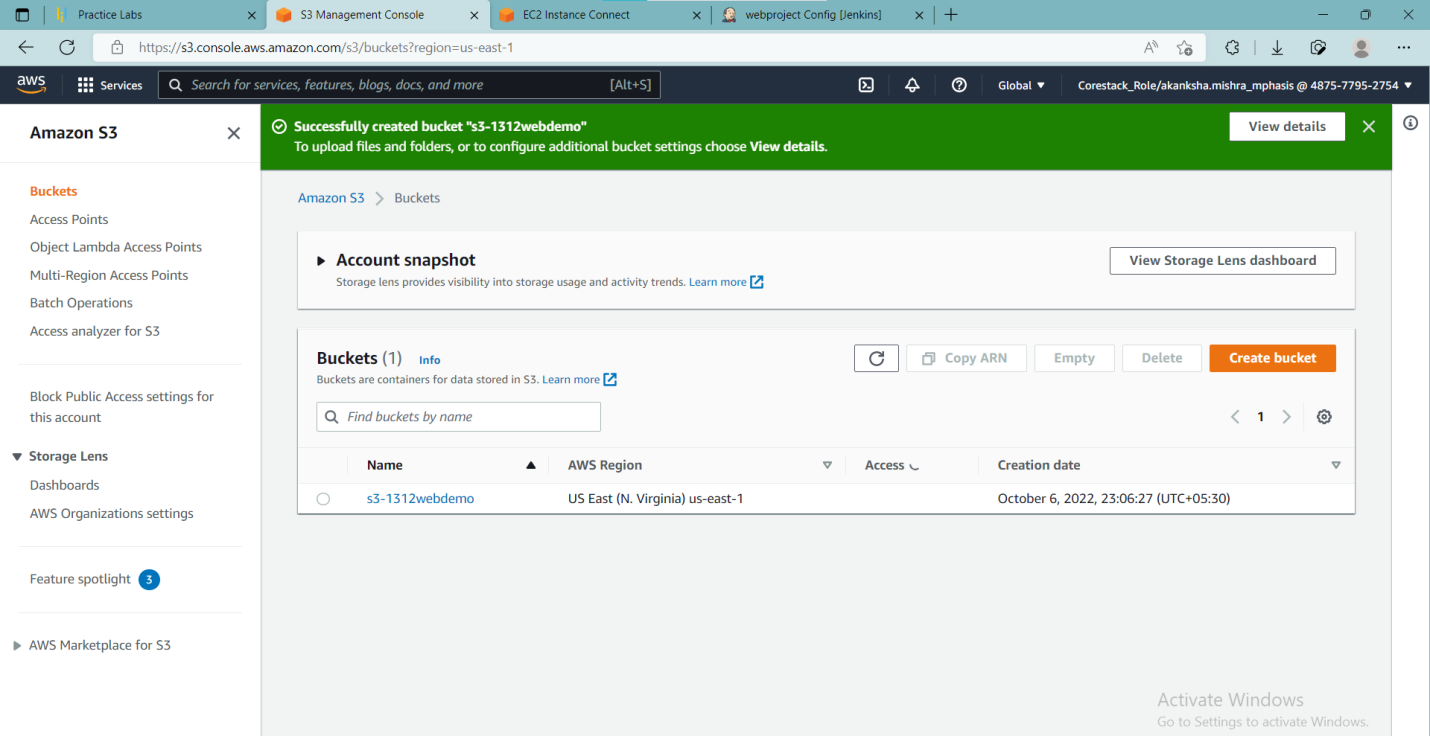 Practice Labs
S3 Management Console
EC2 Instance Connect
webproject Config [Jenkins]
https://s3.console.aws.amazon.com/s3/buckets?region=us-east-1
aws
Services
Search for services, features, blogs, docs, and more
[Alt+S]
Global
Corestack_Role/akanksha.mishra_mphasis @ 4875-7795-2754
Amazon S3
Buckets
Access Points
Object Lambda Access Points
Multi-Region Access Points
Batch Operations
Access analyzer for S3
Block Public Access settings for
this account
Storage Lens
Dashboards
AWS Organizations settings
Feature spotlight 3
AWS Marketplace for S3
Successfully created bucket "s3-1312webdemo"
To upload files and folders, or to configure additional bucket settings choose View details.
View details
Amazon S3 Buckets
Account snapshot
Storage lens provides visibility into storage usage and activity trends. Learn more
View Storage Lens dashboard
Buckets (1) Info
Buckets are containers for data stored in S3. Learn more
Copy ARN
Empty
Delete
Create bucket
Find buckets by name
1
Name AWS Region Access Creation date
s3-1312webdemo US East (N. Virginia) us-east-1 October 6, 2022, 23:06:27 (UTC+05:30)
Activate Windows
Go to Settings to activate Windows.